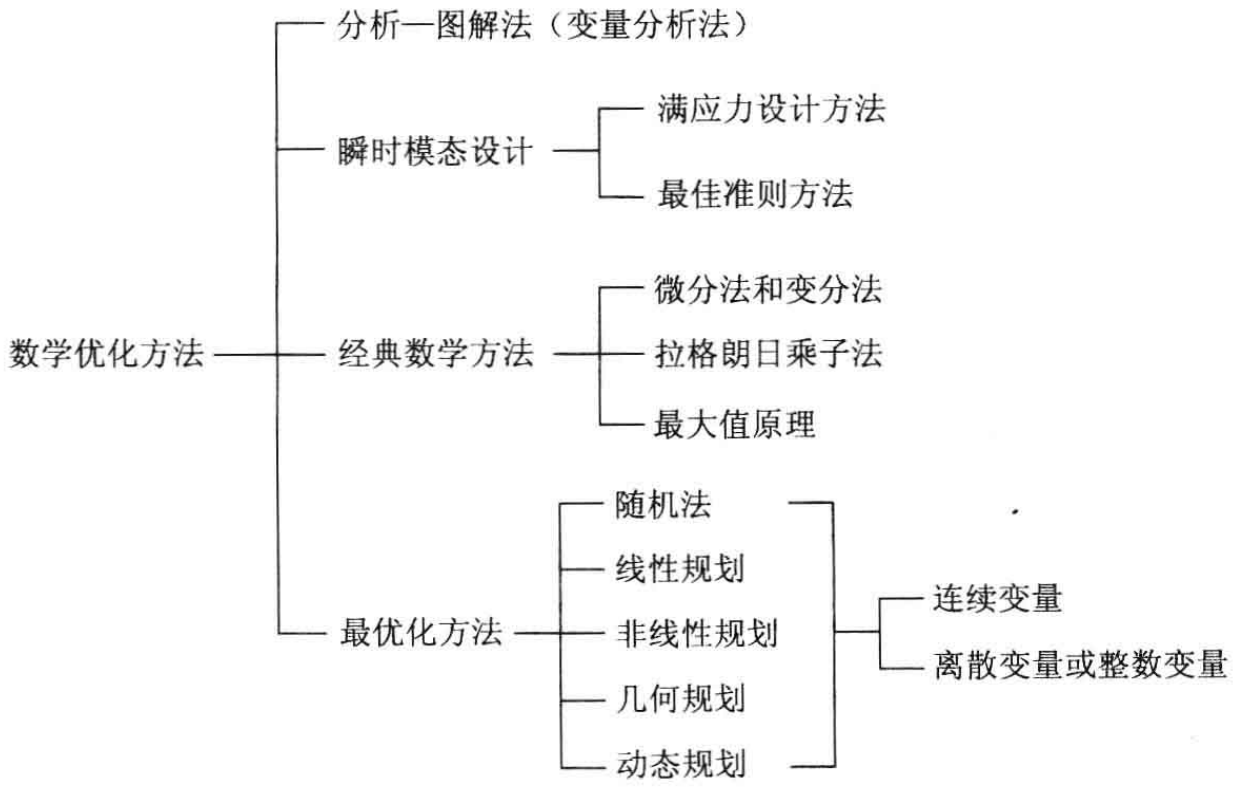 分析—图解法（变量分析法）
瞬时模态设计
满应力设计方法
最佳准则方法
数学优化方法
经典数学方法
微分法和变分法
拉格朗日乘子法
最大值原理
最优化方法
随机法
线性规划
非线性规划
几何规划
动态规划
连续变量
离散变量或整数变量